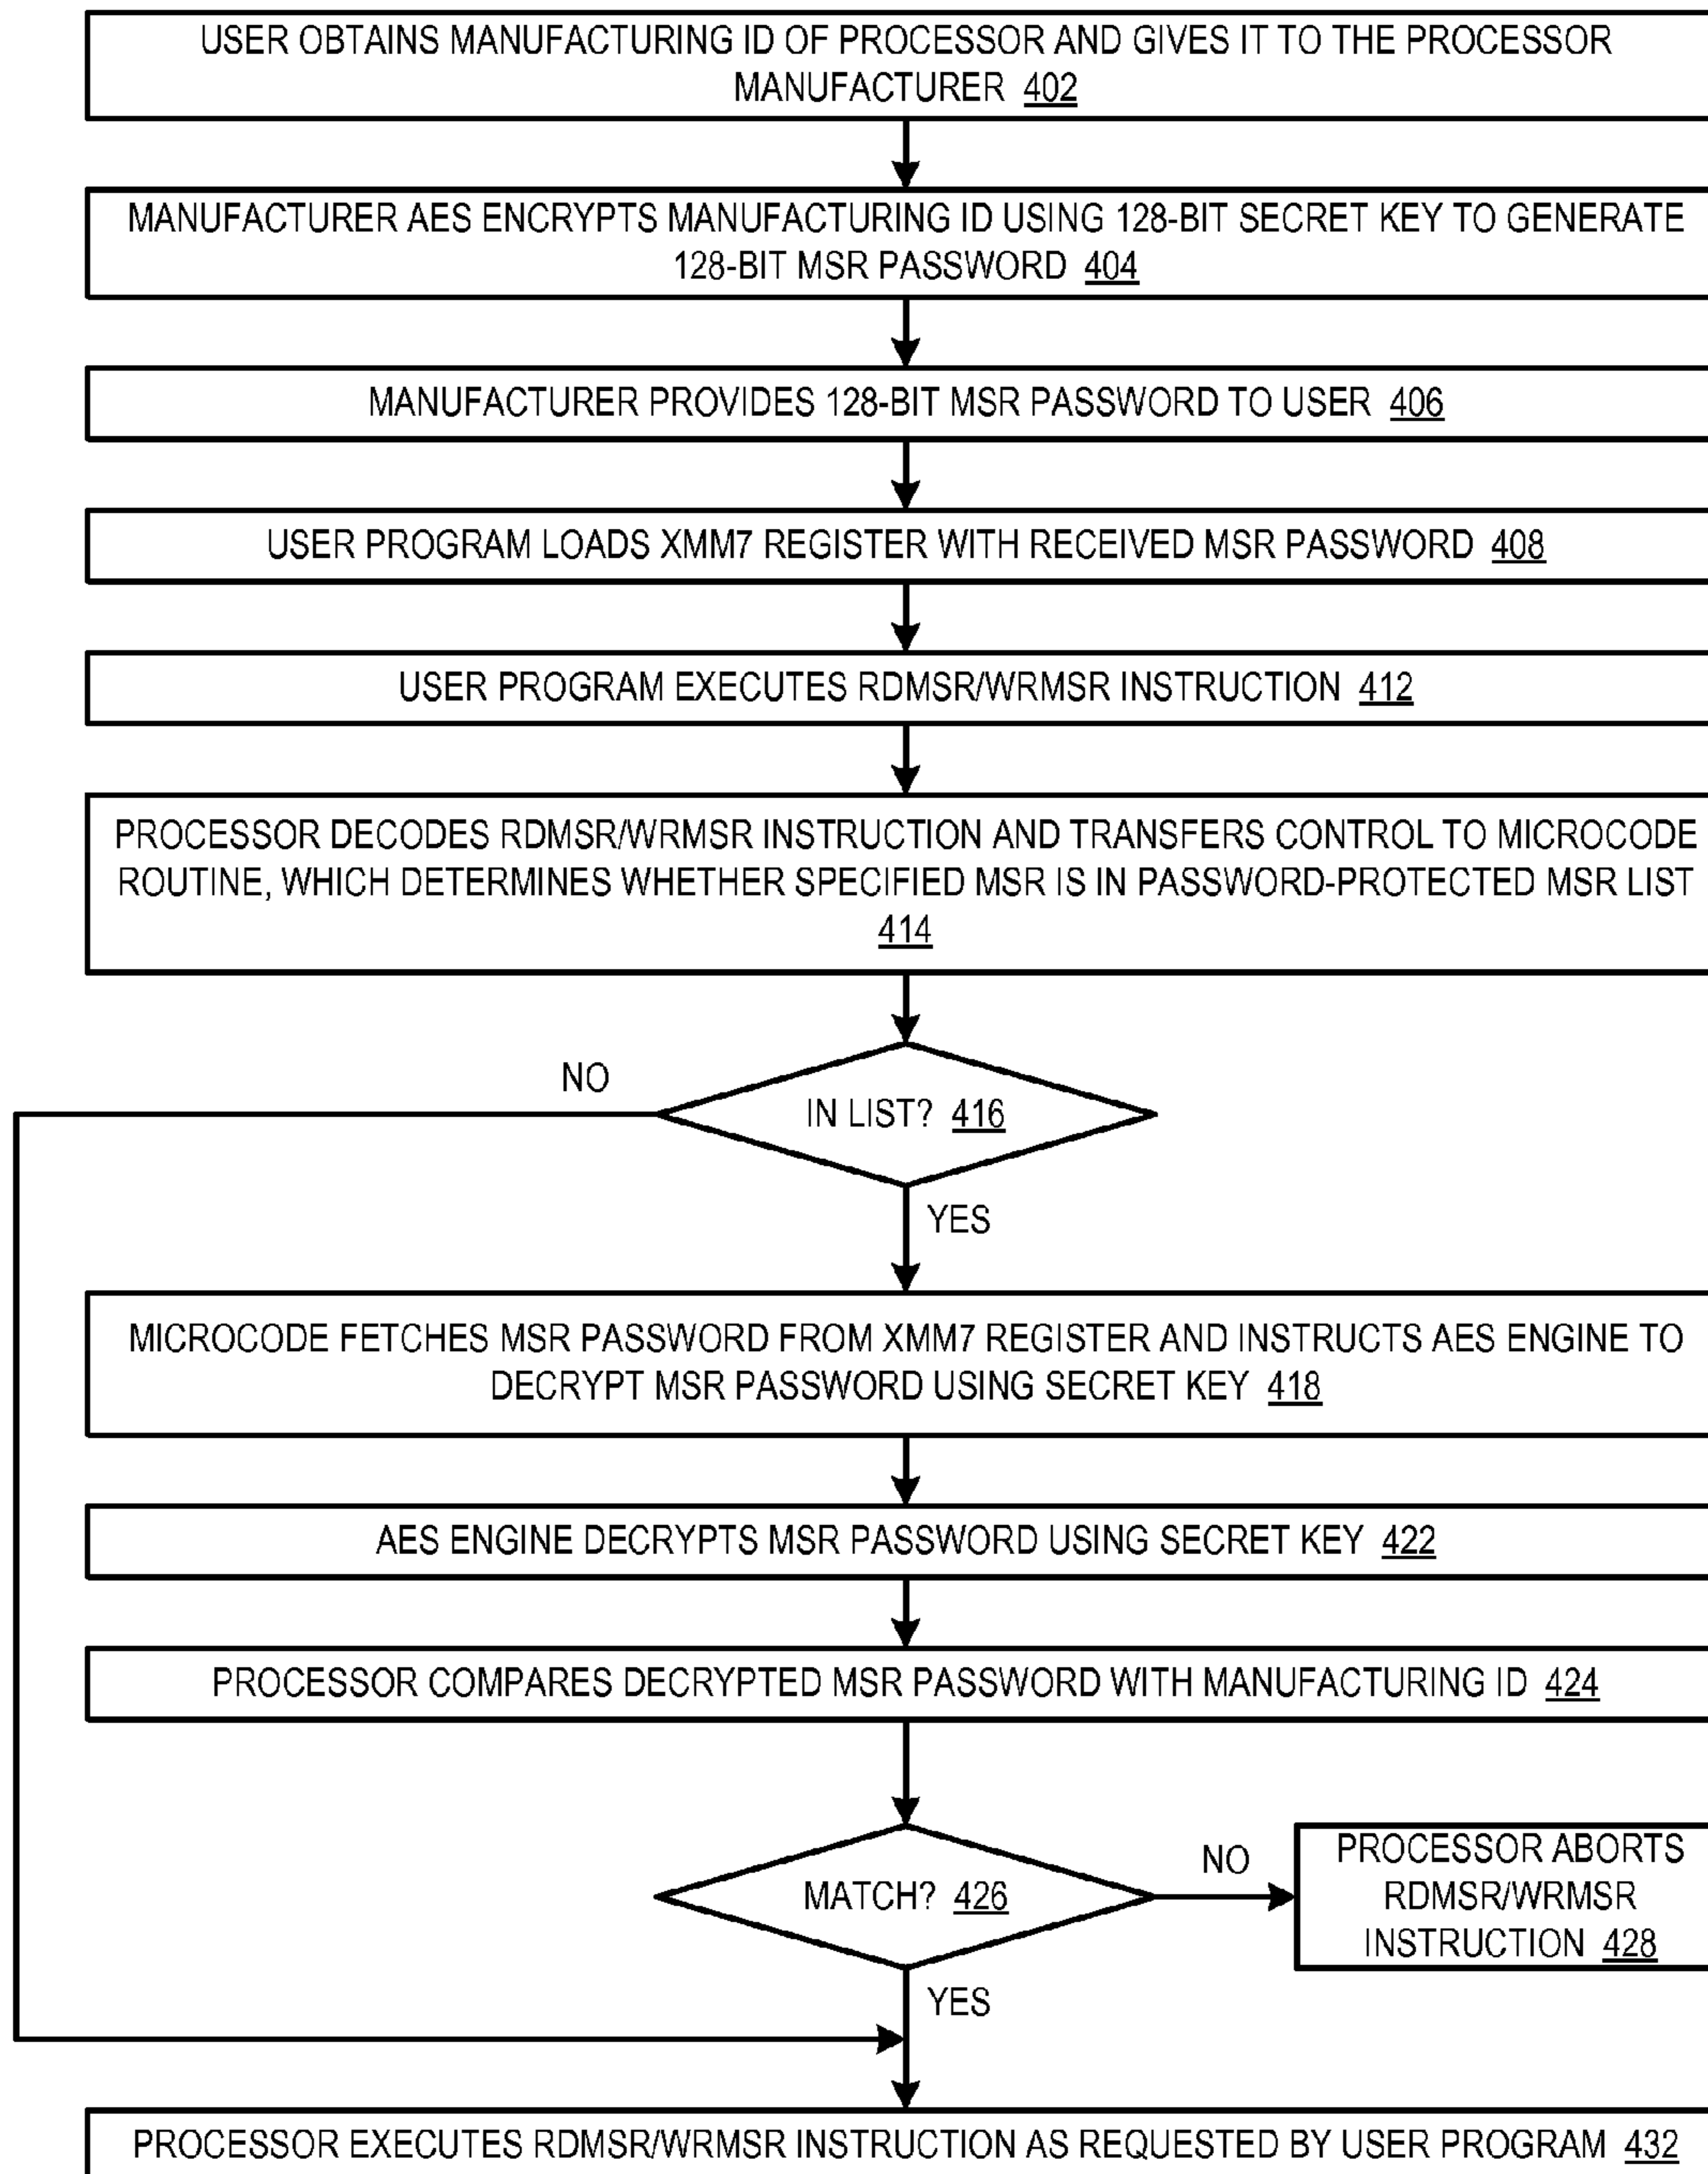 USER OBTAINS MANUFACTURING ID OF PROCESSOR AND GIVES IT TO THE PROCESSOR
MANUFACTURER 402
MANUFACTURER AES ENCRYPTS MANUFACTURING ID USING 128-BIT SECRET KEY TO GENERATE
128-BIT MSR PASSWORD 404
MANUFACTURER PROVIDES 128-BIT MSR PASSWORD TO USER 406
USER PROGRAM LOADS XMM7 REGISTER WITH RECEIVED MSR PASSWORD 408
USER PROGRAM EXECUTES RDMSR/WRMSR INSTRUCTION 412
PROCESSOR DECODES RDMSR/WRMSR INSTRUCTION AND TRANSFERS CONTROL TO MICROCODE
ROUTINE, WHICH DETERMINES WHETHER SPECIFIED MSR IS IN PASSWORD-PROTECTED MSR LIST
414
NO
IN LIST? 416
YES
MICROCODE FETCHES MSR PASSWORD FROM XMM7 REGISTER AND INSTRUCTS AES ENGINE TO
DECRYPT MSR PASSWORD USING SECRET KEY 418
AES ENGINE DECRYPTS MSR PASSWORD USING SECRET KEY 422
PROCESSOR COMPARES DECRYPTED MSR PASSWORD WITH MANUFACTURING ID 424
MATCH? 426
NO
PROCESSOR ABORTS
RDMSR/WRMSR
INSTRUCTION 428
YES
PROCESSOR EXECUTES RDMSR/WRMSR INSTRUCTION AS REQUESTED BY USER PROGRAM 432